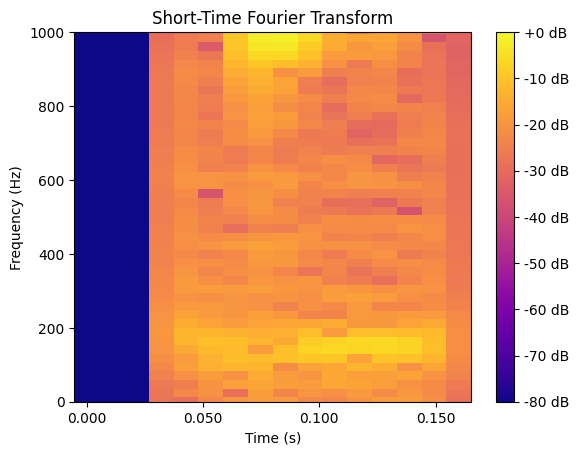 Short-Time Fourier Transform
Frequency (Hz)
1000
800
600
400
200
0
0.000
0.050
0.100
0.150
Time (s)
+0 dB
-10 dB
-20 dB
-30 dB
-40 dB
-50 dB
-60 dB
-70 dB
-80 dB